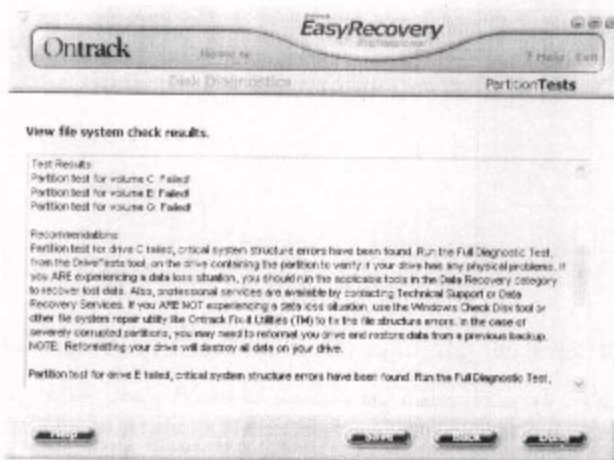 EasyRecovery
Professional
Ontrack
Home
? Help Exit
Disk Diagnostics
PartitionTests
View file system check results.
Test Results:
Partition test for volume C: Failed!
Partition test for volume E: Failed!
Partition test for volume G: Failed!
Recommendations:
Partition test for drive C failed, critical system structure errors have been found. Run the Full Diagnostic Test,
from the DriveTests tool, on the drive containing the partition to verify if your drive has any physical problems. If
you ARE experiencing a data loss situation, you should run the applicable tools in the Data Recovery category
to recover lost data. Also, professional services are available by contacting Technical Support or Data
Recovery Services. If you ARE NOT experiencing a data loss situation, use the Windows Check Disk tool or
other file system repair utility like Ontrack Fix-It Utilities (TM) to fix the file structure errors. In the case of
severely corrupted partitions, you may need to reformat you drive and restore data from a previous backup.
NOTE: Reformatting your drive will destroy all data on your drive.
Partition test for drive E failed, critical system structure errors have been found. Run the Full Diagnostic Test,
Help
Save
Back
Done